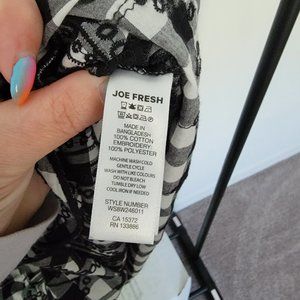 JOE FRESH
MADE IN
BANGLADESH
100% COTTON
EMBROIDERY:
100% POLYESTER
MACHINE WASH COLD
GENTLE CYCLE
WASH WITH LIKE COLOURS
DO NOT BLEACH
TUMBLE DRY LOW
COOL IRON IF NEEDED
STYLE NUMBER
WSBW246011
CA 15372
RN 133886